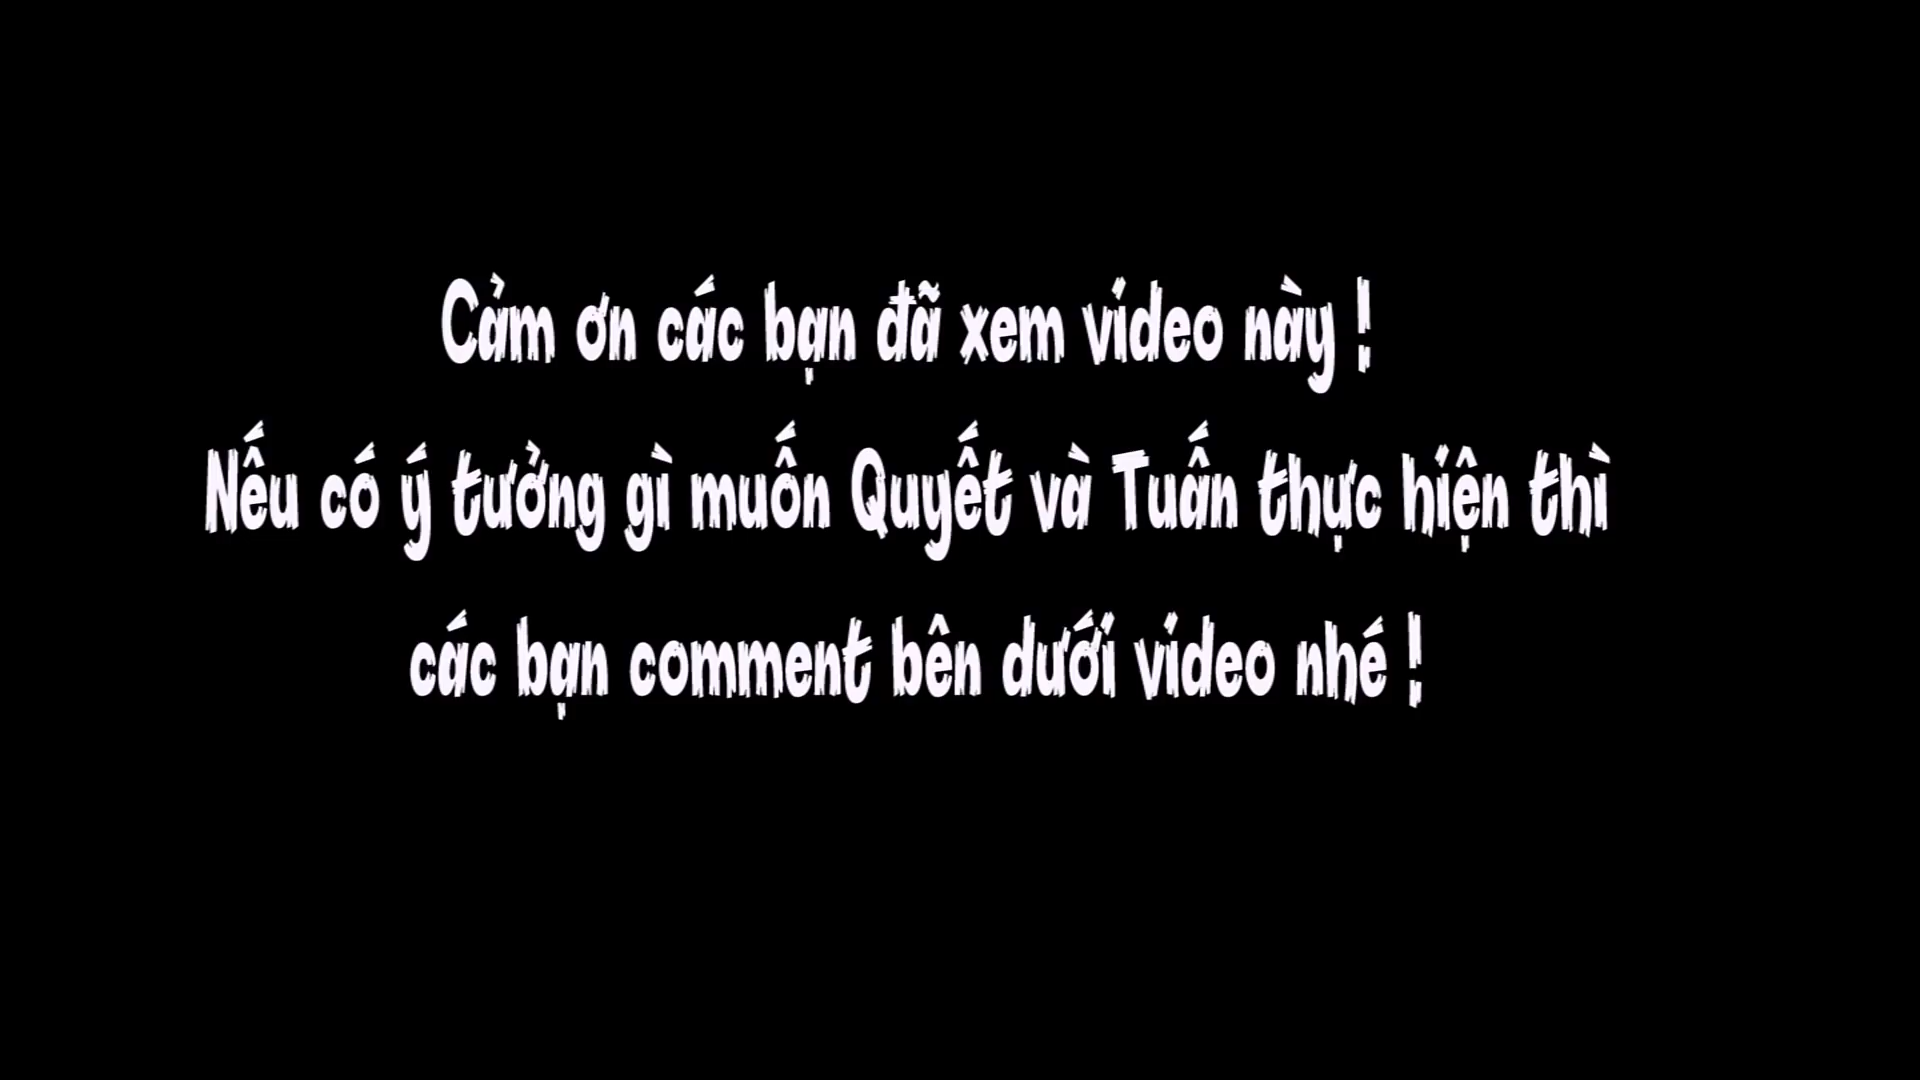 Cảm ơn các bạn đã xem video này !
Nếu có ý tưởng gì muốn Quyết và Tuấn thực hiện thì
các bạn comment bên dưới video nhé !